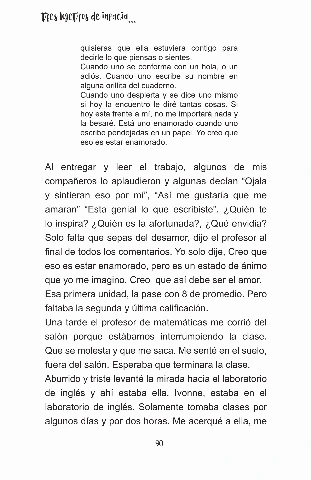 Tres bigotitos de infancia...
quisieras que ella estuviera contigo para
decirle lo que piensas o sientes.
Cuando uno se conforma con un hola, o un
adiós. Cuando uno escribe su nombre en
alguna orillita del cuaderno.
Cuando uno despierta y se dice uno mismo
si hoy la encuentro le diré tantas cosas. Si
hoy esta frente a mí, no me importará nada y
la besaré. Está uno enamorado cuando uno
escribe pendejadas en un papel. Yo creo que
eso es estar enamorado.
Al entregar y leer el trabajo, algunos de mis
compañeros lo aplaudieron y algunas decían “Ojala
y sintieran eso por mi”, “Así me gustaría que me
amaran” “Esta genial lo que escribiste”. ¿Quién te
lo inspira? ¿Quién es la afortunada?, ¿Qué envidia?
Solo falta que sepas del desamor, dijo el profesor al
final de todos los comentarios. Yo solo dije, Creo que
eso es estar enamorado, pero es un estado de ánimo
que yo me imagino. Creo que así debe ser el amor.
Esa primera unidad, la pase con 8 de promedio. Pero
faltaba la segunda y última calificación.
Una tarde el profesor de matemáticas me corrió del
salón porque estábamos interrumpiendo la clase.
Que se molesta y que me saca. Me senté en el suelo,
fuera del salón. Esperaba que terminara la clase.
Aburrido y triste levanté la mirada hacia el laboratorio
de inglés y ahí estaba ella. Ivonne, estaba en el
laboratorio de inglés. Solamente tomaba clases por
algunos días y por dos horas. Me acerqué a ella, me
90